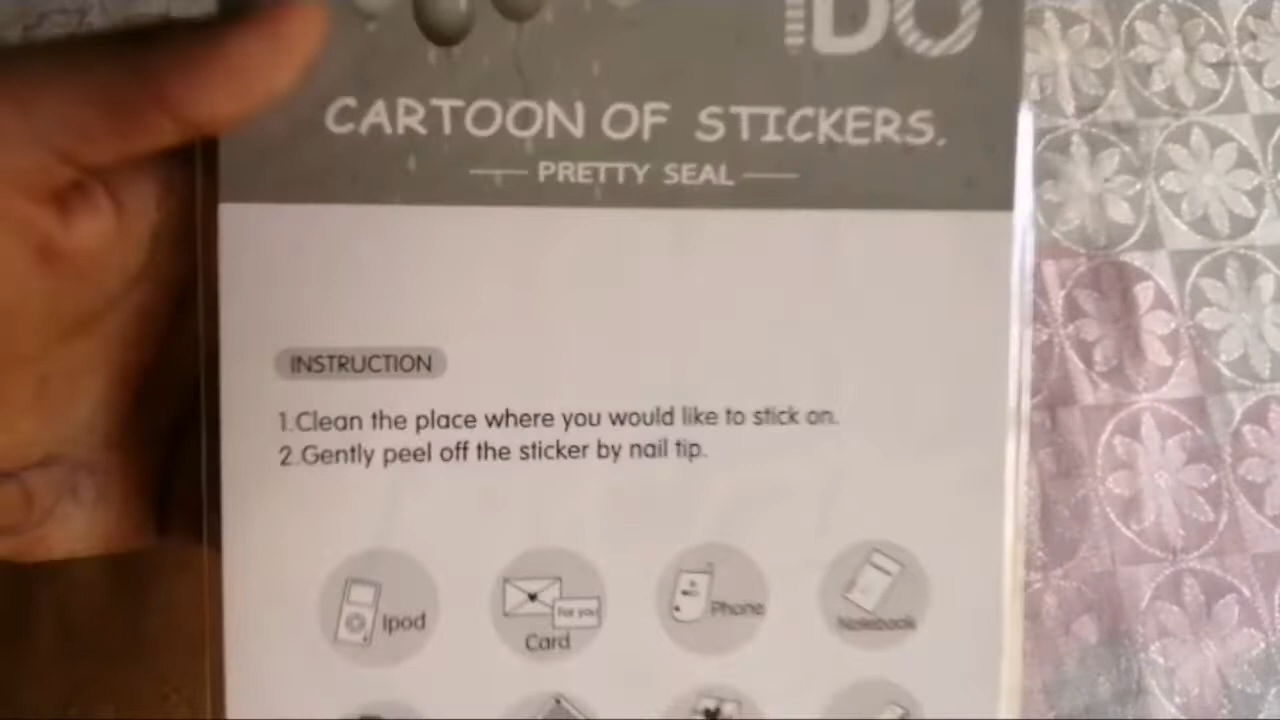 IDO
CARTOON OF STICKERS.
PRETTY SEAL
INSTRUCTION
1.Clean the place where you would like to stick on.
2.Gently peel off the sticker by nail tip.
Ipod
For you
Card
Phone
Notebook